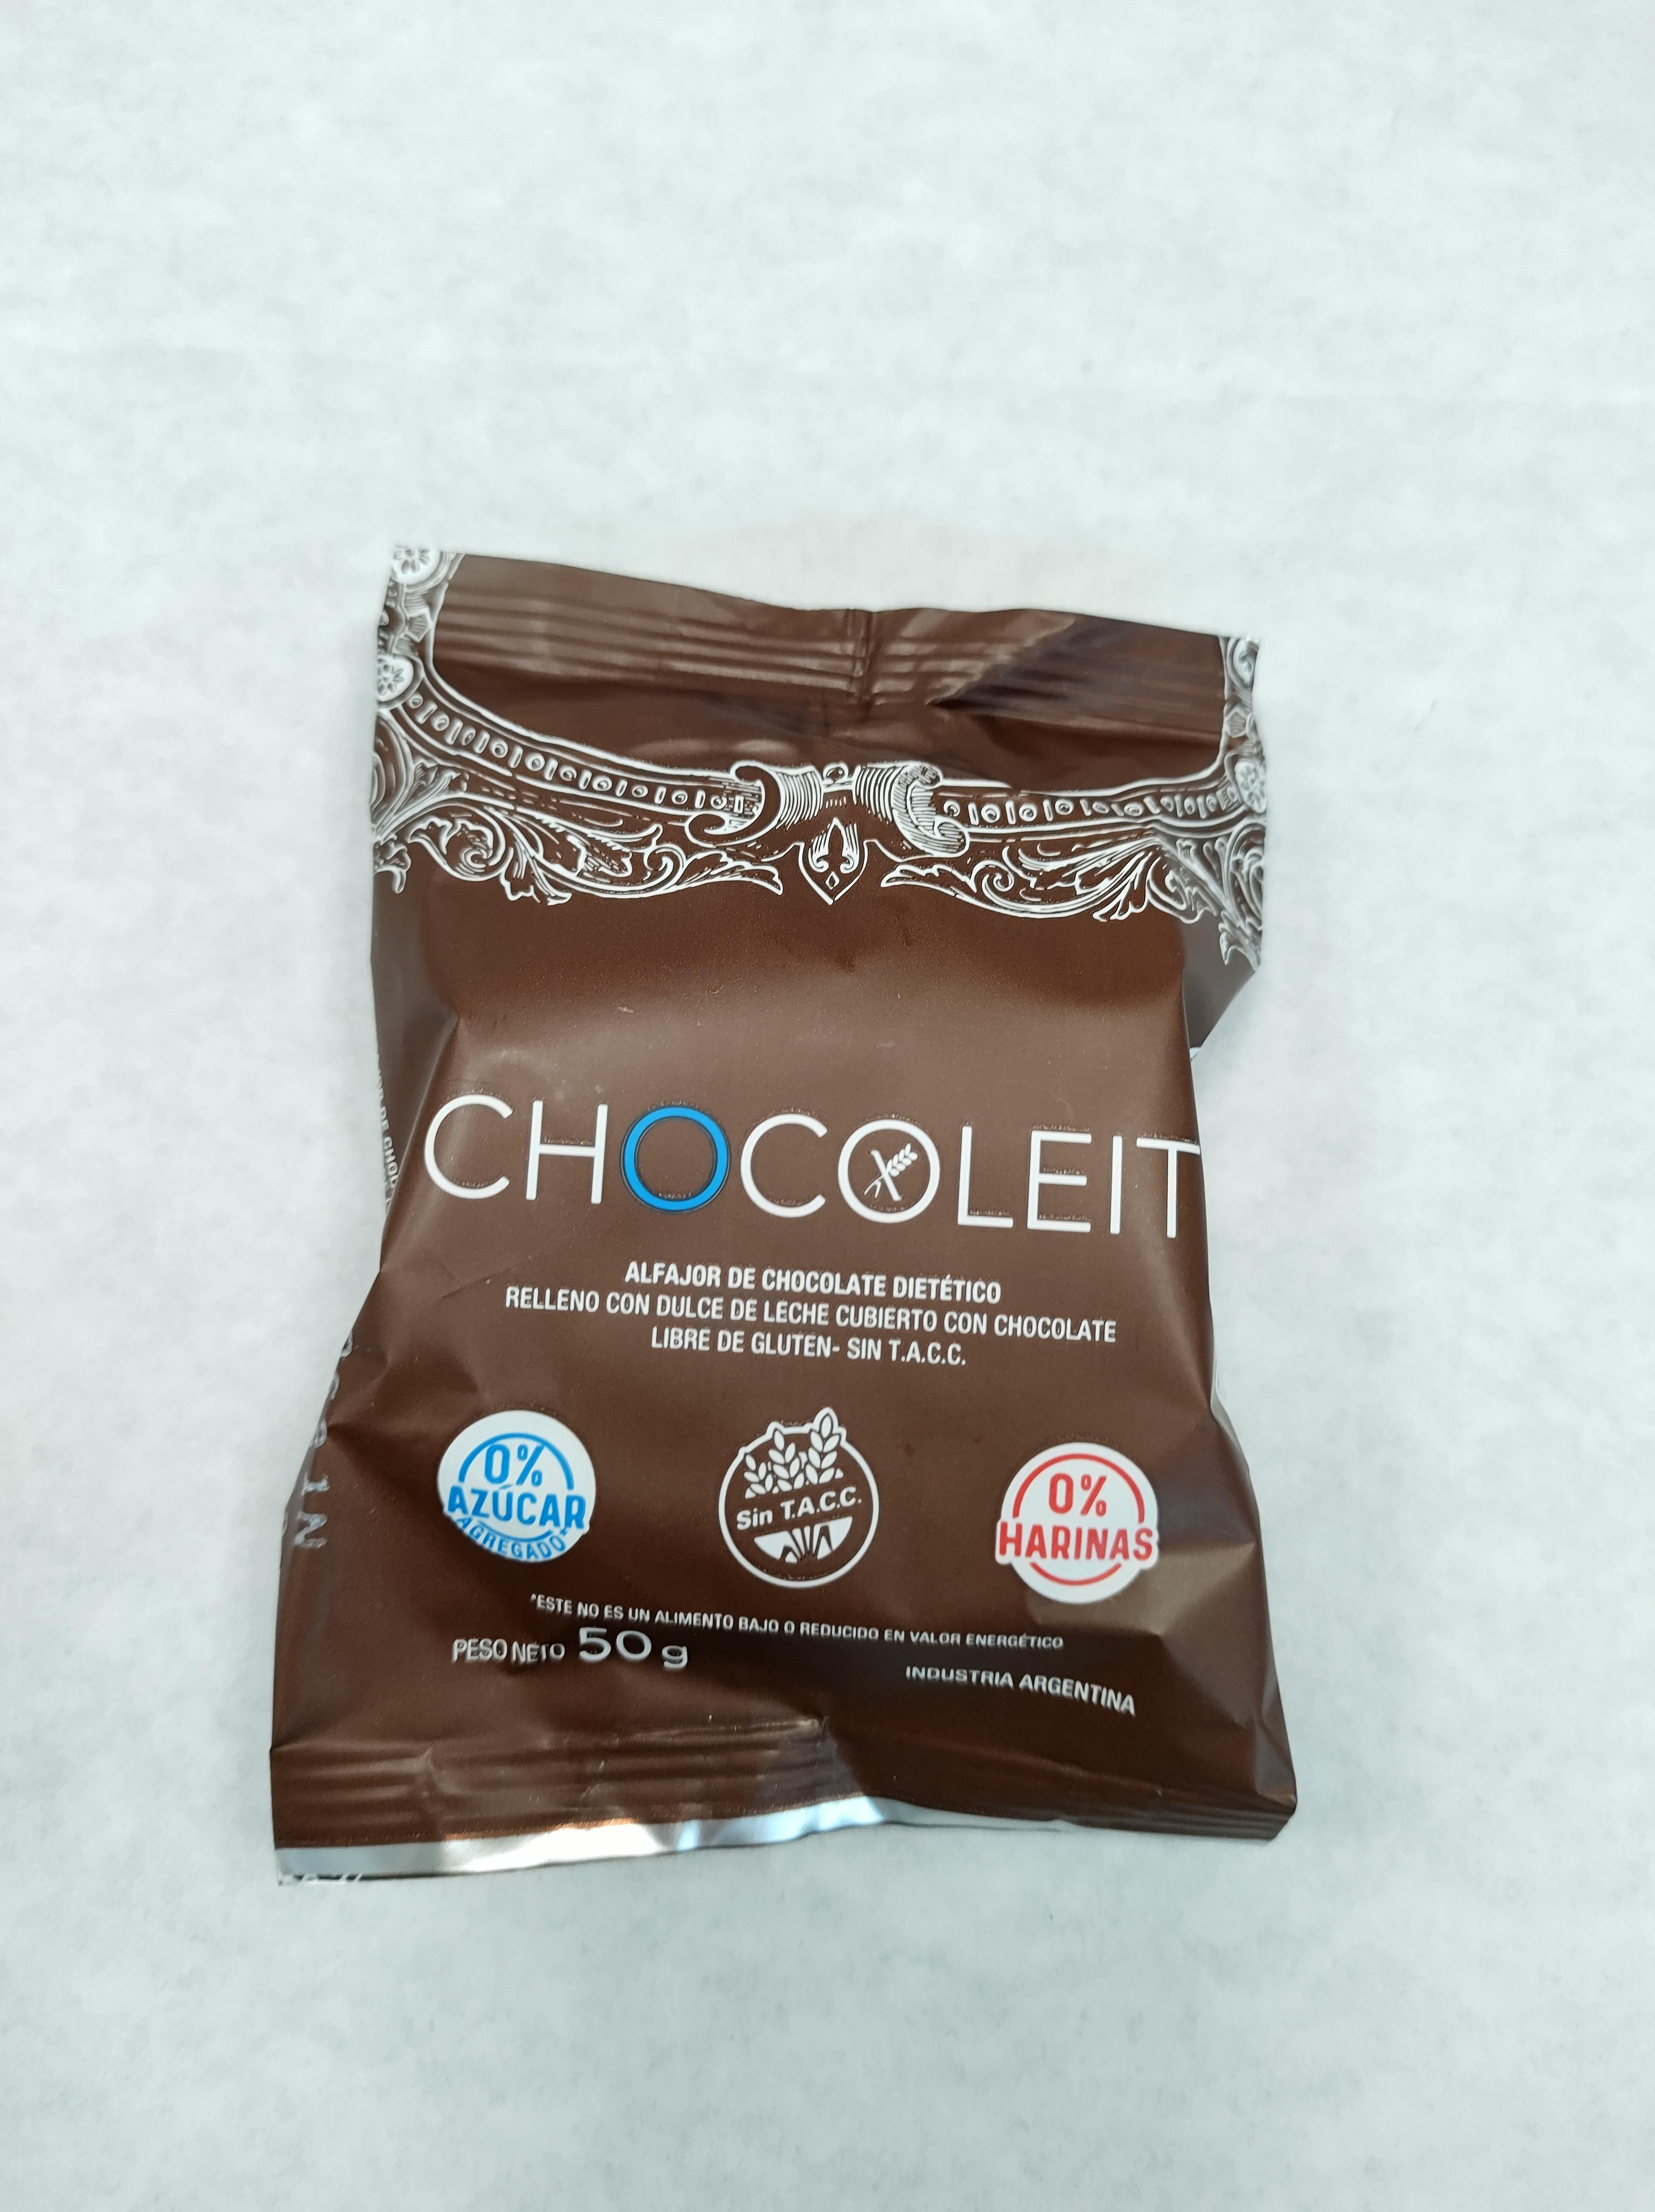 CHOCOLEIT
ALFAJOR DE CHOCOLATE DIETÉTICO
RELLENO CON DULCE DE LECHE CUBIERTO CON CHOCOLATE
LIBRE DE GLUTEN- SIN T.A.C.C.
0%
AZÚCAR
AGREGADO*
Sin T.A.C.C.
0%
HARINAS
*ESTE NO ES UN ALIMENTO BAJO O REDUCIDO EN VALOR ENERGÉTICO
PESO NETO 50 g
INDUSTRIA ARGENTINA